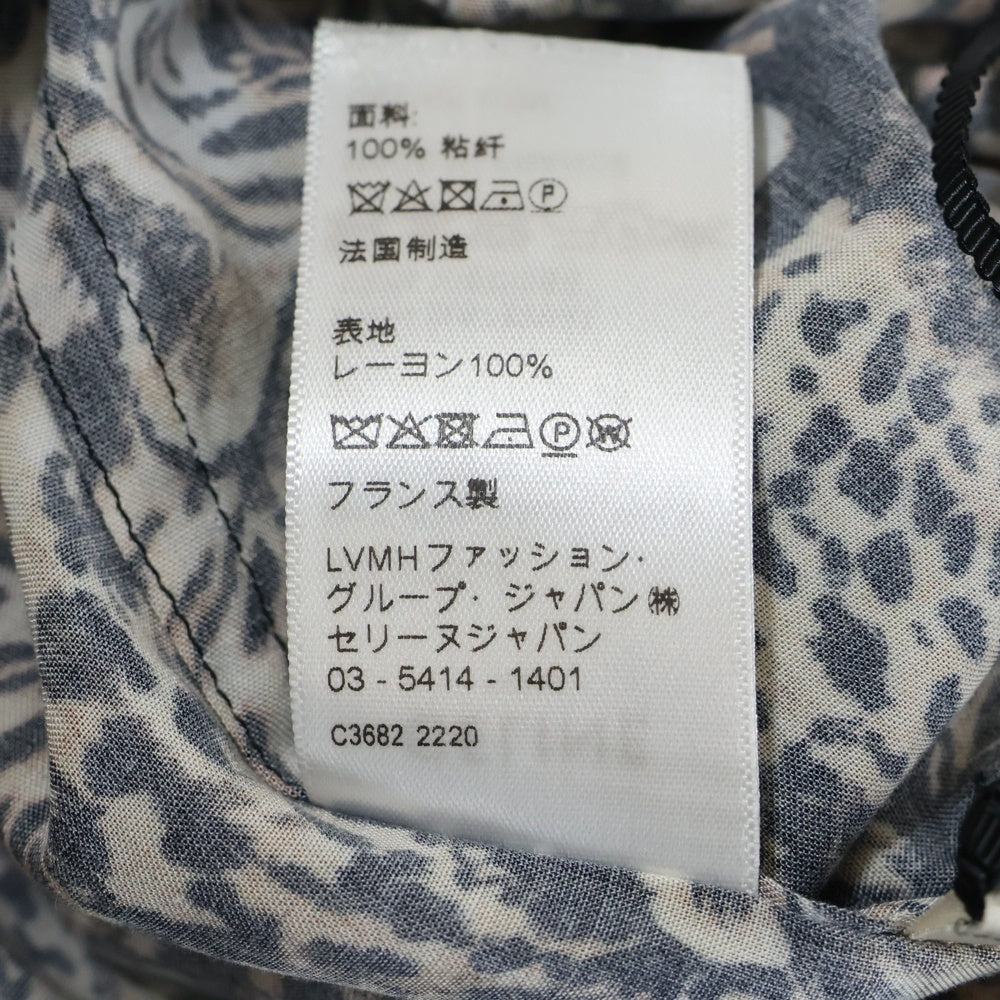 面料:
100% 粘纤
P
法国制造
表地
レーヨン100%
P W
フランス製
LVMHファッション・
グループ・ジャパン㈱
セリーヌジャパン
03 - 5414 - 1401
C3682 2220